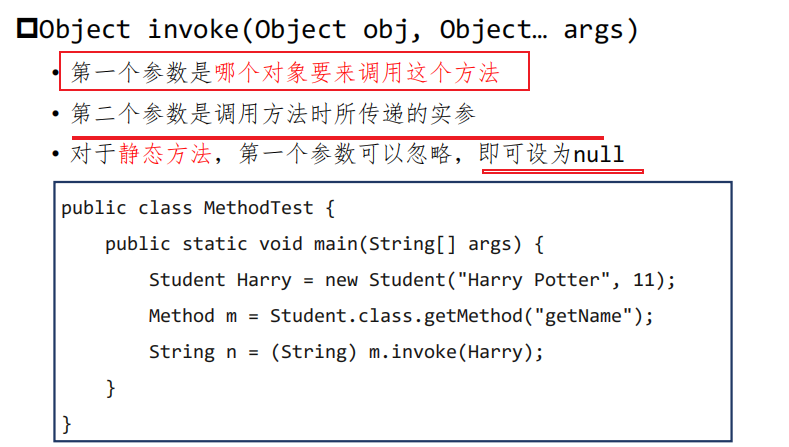 Object invoke(Object obj, Object… args)
• 第一个参数是哪个对象要来调用这个方法
• 第二个参数是调用方法时所传递的实参
• 对于静态方法，第一个参数可以忽略，即可设为null
public class MethodTest {
    public static void main(String[] args) {
        Student Harry = new Student("Harry Potter", 11);
        Method m = Student.class.getMethod("getName");
        String n = (String) m.invoke(Harry);
    }
}